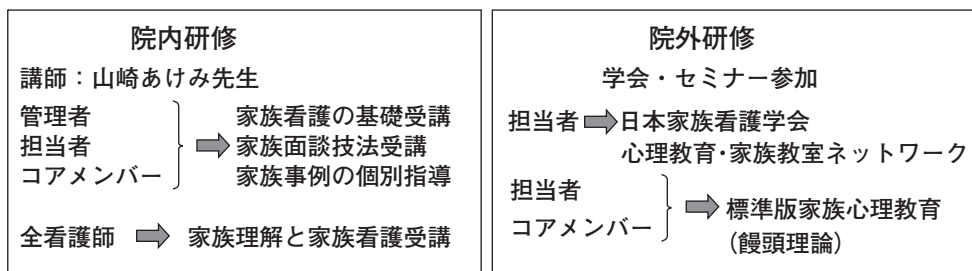 院内研修
講師：山崎あけみ先生
管理者
担当者
コアメンバー
家族看護の基礎受講
家族面談技法受講
家族事例の個別指導
全看護師
家族理解と家族看護受講
院外研修
学会・セミナー参加
担当者
日本家族看護学会
心理教育・家族教室ネットワーク
担当者
コアメンバー
標準版家族心理教育
（饅頭理論）